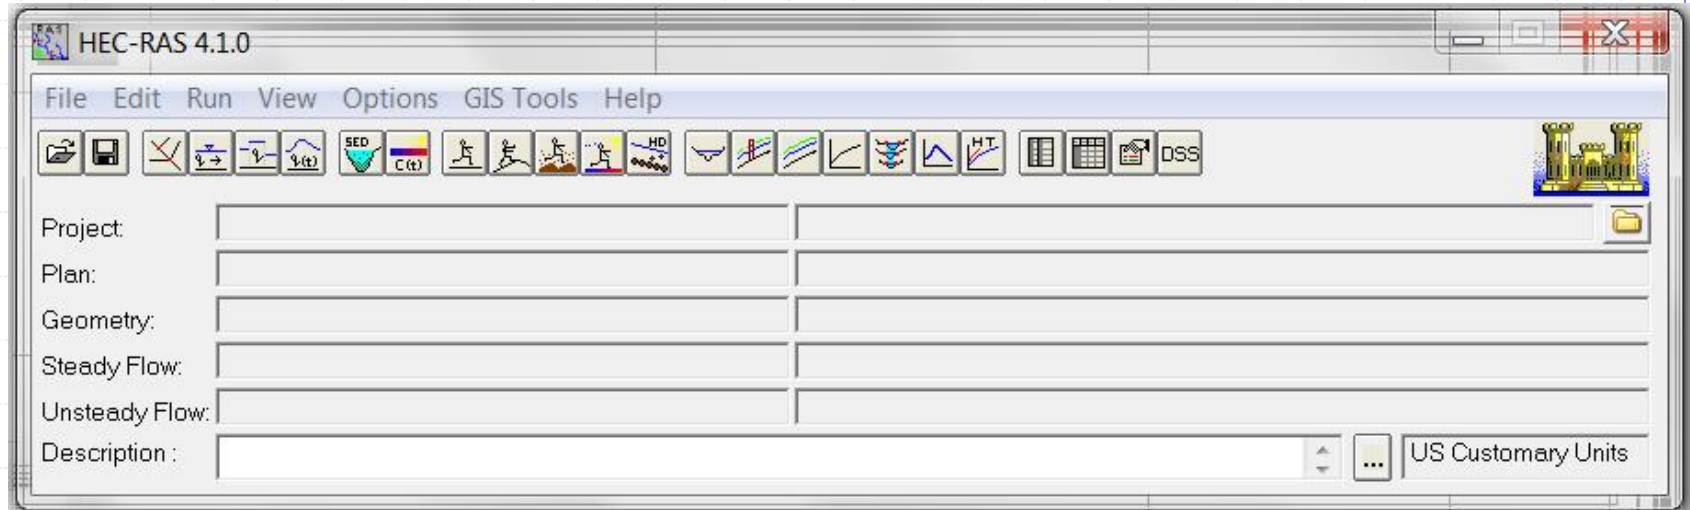 RAS
HEC-RAS 4.1.0
File Edit Run View Options GIS Tools Help
SED C(t) HD HT DSS
Project:
Plan:
Geometry:
Steady Flow:
Unsteady Flow:
Description : ... US Customary Units